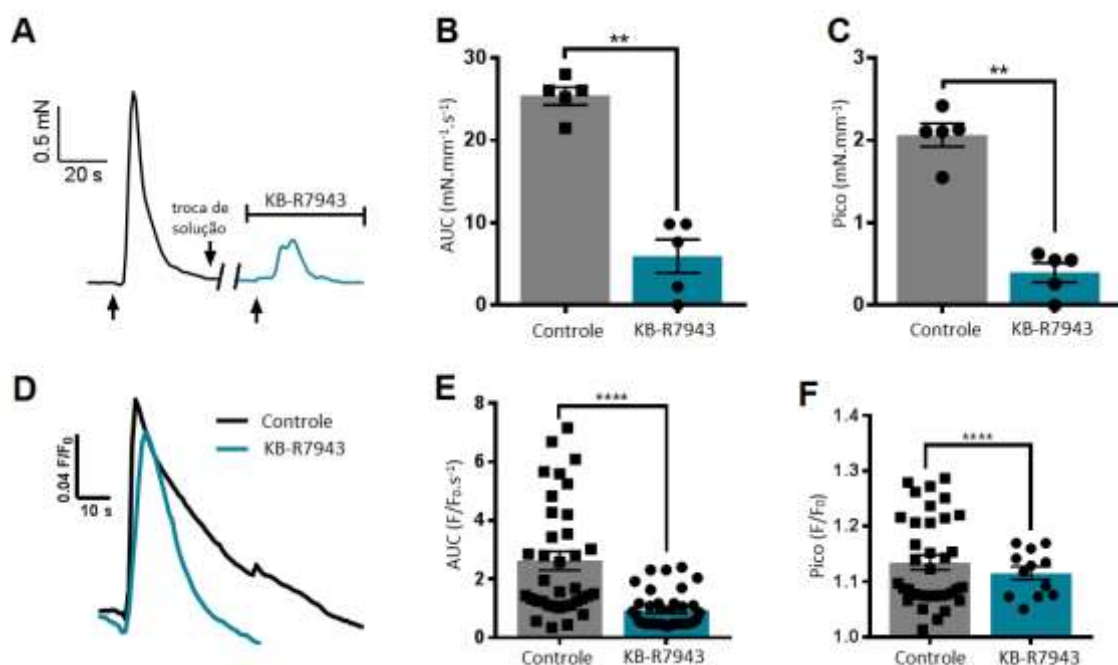 A
0.5 mN
20 s
troca de
solução
KB-R7943
B
**
AUC (mN.mm⁻¹.s⁻¹)
30
20
10
0
Controle
KB-R7943
C
**
Pico (mN.mm⁻¹)
3
2
1
0
Controle
KB-R7943
D
0.04 F/F₀
10 s
Controle
KB-R7943
E
****
AUC (F/F₀.s⁻¹)
8
6
4
2
0
Controle
KB-R7943
F
****
Pico (F/F₀)
1.4
1.3
1.2
1.1
1.0
Controle
KB-R7943